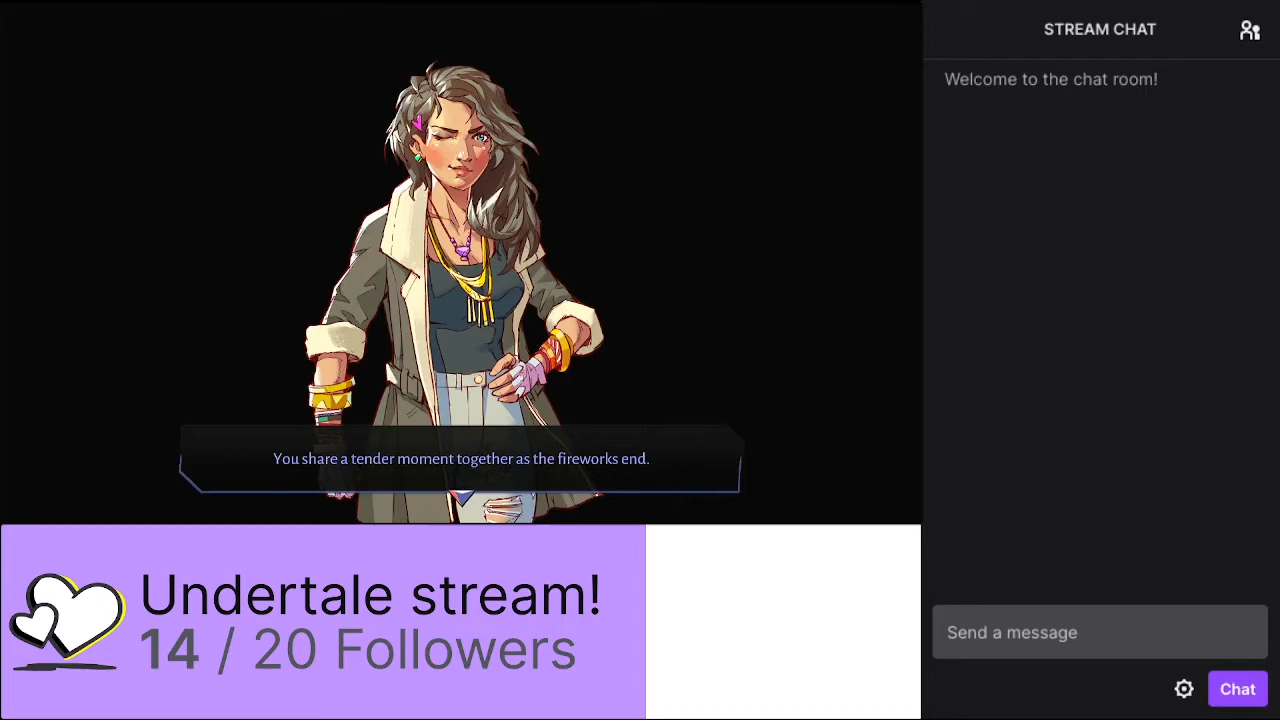 STREAM CHAT
Welcome to the chat room!
You share a tender moment together as the fireworks end.
Undertale stream!
14 / 20 Followers
Send a message
Chat